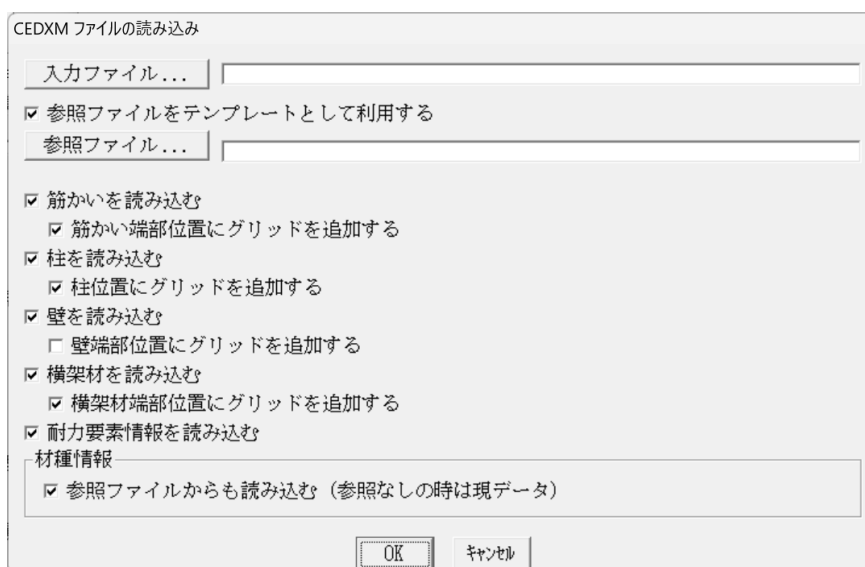 CEDXM ファイルの読み込み
入力ファイル...
参照ファイルをテンプレートとして利用する
参照ファイル...
筋かいを読み込む
筋かい端部位置にグリッドを追加する
柱を読み込む
柱位置にグリッドを追加する
壁を読み込む
壁端部位置にグリッドを追加する
横架材を読み込む
横架材端部位置にグリッドを追加する
耐力要素情報を読み込む
材種情報
参照ファイルからも読み込む（参照なしの時は現データ）
OK ｷｬﾝｾﾙ